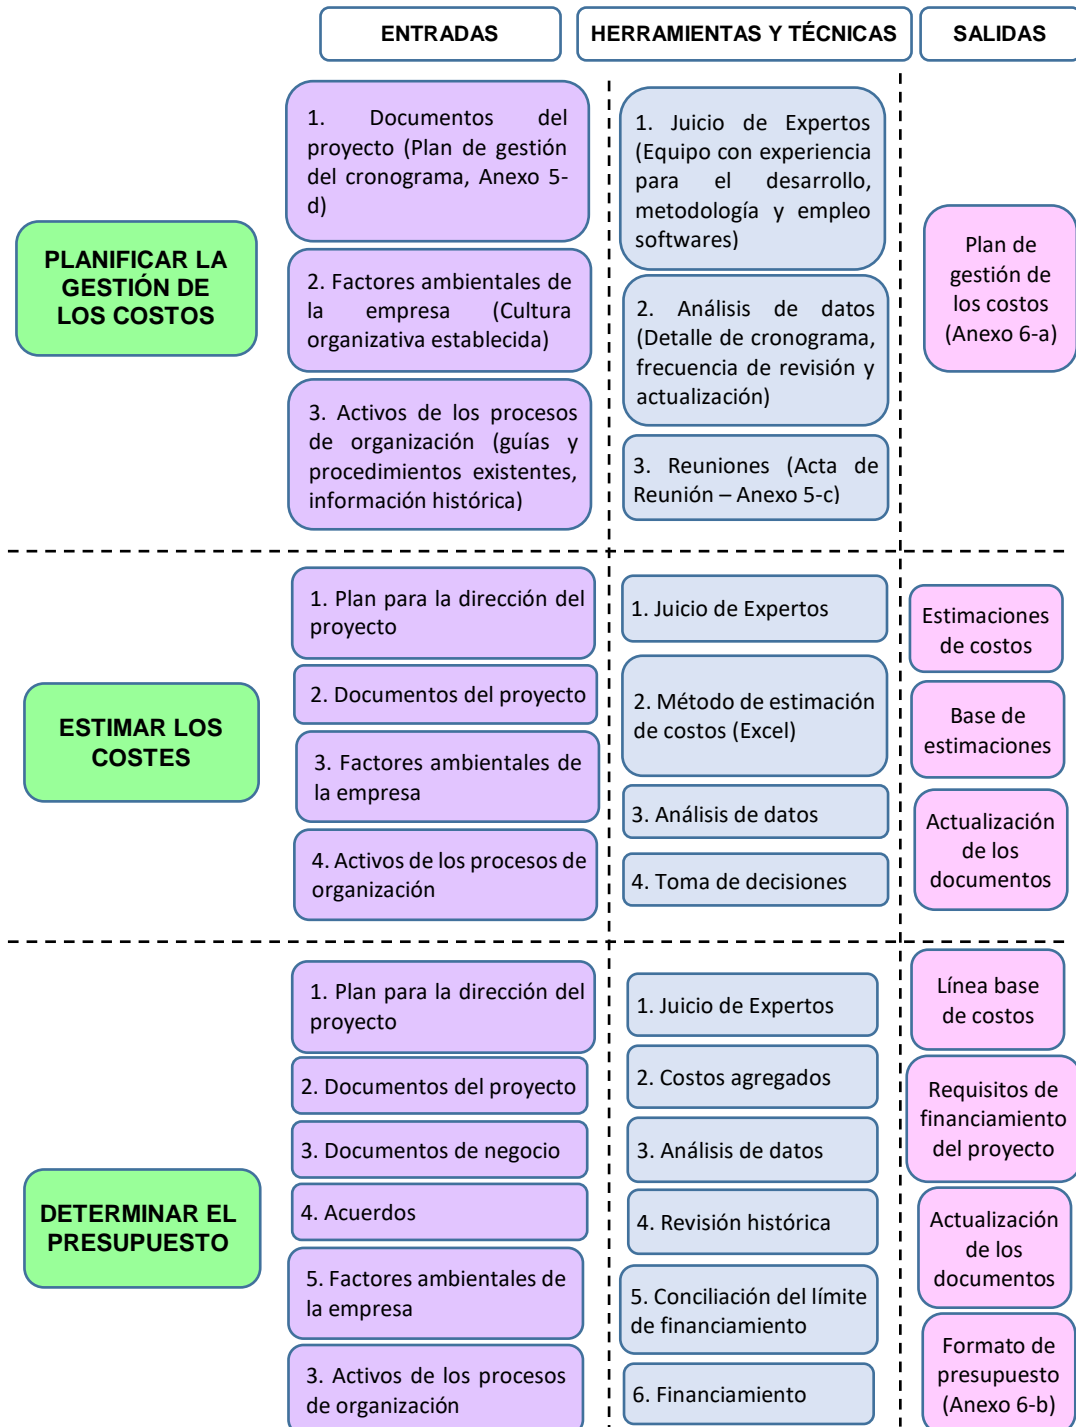 ENTRADAS
HERRAMIENTAS Y TÉCNICAS
SALIDAS
PLANIFICAR LA
GESTIÓN DE
LOS COSTOS
1. Documentos del
proyecto (Plan de gestión
del cronograma, Anexo 5-
d)
2. Factores ambientales de
la empresa (Cultura
organizativa establecida)
3. Activos de los procesos
de organización (guías y
procedimientos existentes,
información histórica)
1. Juicio de Expertos
(Equipo con experiencia
para el desarrollo,
metodología y empleo
softwares)
2. Análisis de datos
(Detalle de cronograma,
frecuencia de revisión y
actualización)
3. Reuniones (Acta de
Reunión – Anexo 5-c)
Plan de
gestión de
los costos
(Anexo 6-a)
ESTIMAR LOS
COSTES
1. Plan para la dirección del
proyecto
2. Documentos del proyecto
3. Factores ambientales de
la empresa
4. Activos de los procesos de
organización
1. Juicio de Expertos
2. Método de estimación
de costos (Excel)
3. Análisis de datos
4. Toma de decisiones
Estimaciones
de costos
Base de
estimaciones
Actualización
de los
documentos
DETERMINAR EL
PRESUPUESTO
1. Plan para la dirección del
proyecto
2. Documentos del proyecto
3. Documentos de negocio
4. Acuerdos
5. Factores ambientales de
la empresa
3. Activos de los procesos
de organización
1. Juicio de Expertos
2. Costos agregados
3. Análisis de datos
4. Revisión histórica
5. Conciliación del límite
de financiamiento
6. Financiamiento
Línea base
de costos
Requisitos de
financiamiento
del proyecto
Actualización
de los
documentos
Formato de
presupuesto
(Anexo 6-b)